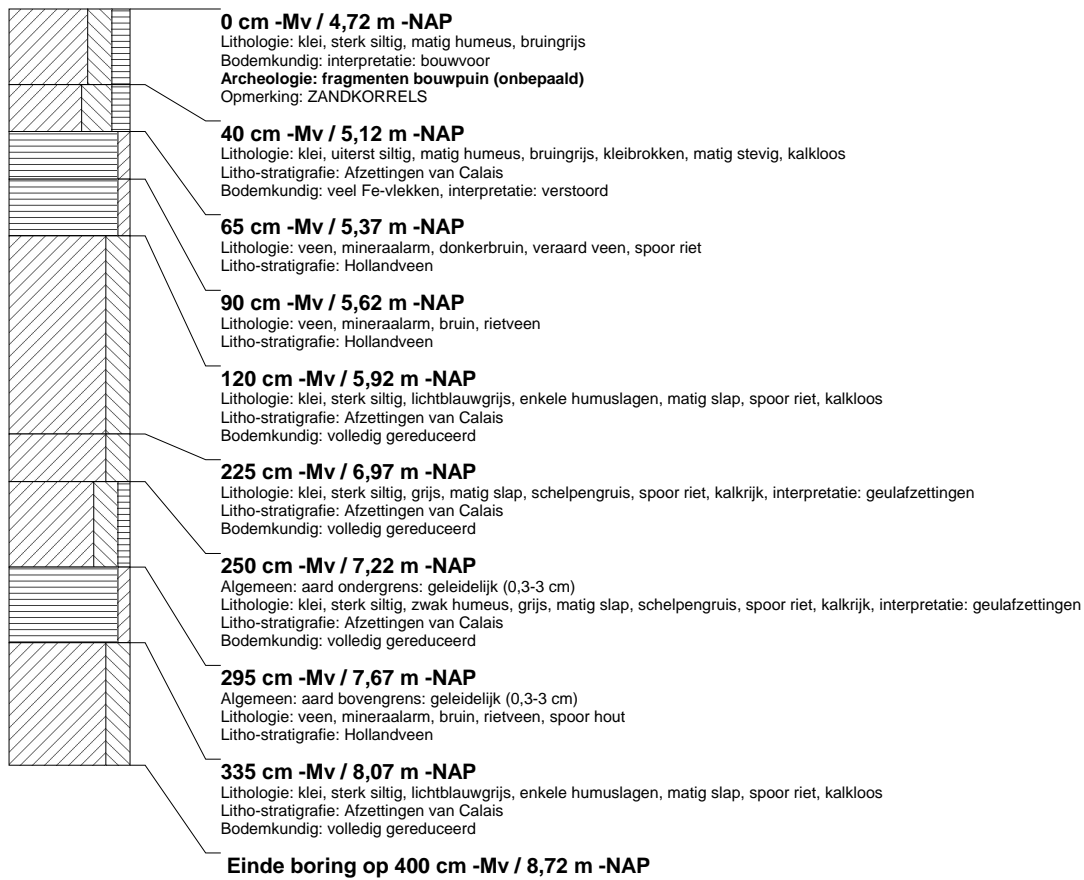 0 cm -Mv / 4,72 m -NAP
Lithologie: klei, sterk siltig, matig humeus, bruingrijs
Bodemkundig: interpretatie: bouwvoor
Archeologie: fragmenten bouwpuin (onbepaald)
Opmerking: ZANDKORRELS
40 cm -Mv / 5,12 m -NAP
Lithologie: klei, uiterst siltig, matig humeus, bruingrijs, kleibrokken, matig stevig, kalkloos
Litho-stratigrafie: Afzettingen van Calais
Bodemkundig: veel Fe-vlekken, interpretatie: verstoord
65 cm -Mv / 5,37 m -NAP
Lithologie: veen, mineraalarm, donkerbruin, veraard veen, spoor riet
Litho-stratigrafie: Hollandveen
90 cm -Mv / 5,62 m -NAP
Lithologie: veen, mineraalarm, bruin, rietveen
Litho-stratigrafie: Hollandveen
120 cm -Mv / 5,92 m -NAP
Lithologie: klei, sterk siltig, lichtblauwgrijs, enkele humuslagen, matig slap, spoor riet, kalkloos
Litho-stratigrafie: Afzettingen van Calais
Bodemkundig: volledig gereduceerd
225 cm -Mv / 6,97 m -NAP
Lithologie: klei, sterk siltig, grijs, matig slap, schelpengruis, spoor riet, kalkrijk, interpretatie: geulafzettingen
Litho-stratigrafie: Afzettingen van Calais
Bodemkundig: volledig gereduceerd
250 cm -Mv / 7,22 m -NAP
Algemeen: aard ondergrens: geleidelijk (0,3-3 cm)
Lithologie: klei, sterk siltig, zwak humeus, grijs, matig slap, schelpengruis, spoor riet, kalkrijk, interpretatie: geulafzettingen
Litho-stratigrafie: Afzettingen van Calais
Bodemkundig: volledig gereduceerd
295 cm -Mv / 7,67 m -NAP
Algemeen: aard bovengrens: geleidelijk (0,3-3 cm)
Lithologie: veen, mineraalarm, bruin, rietveen, spoor hout
Litho-stratigrafie: Hollandveen
335 cm -Mv / 8,07 m -NAP
Lithologie: klei, sterk siltig, lichtblauwgrijs, enkele humuslagen, matig slap, spoor riet, kalkloos
Litho-stratigrafie: Afzettingen van Calais
Bodemkundig: volledig gereduceerd
Einde boring op 400 cm -Mv / 8,72 m -NAP